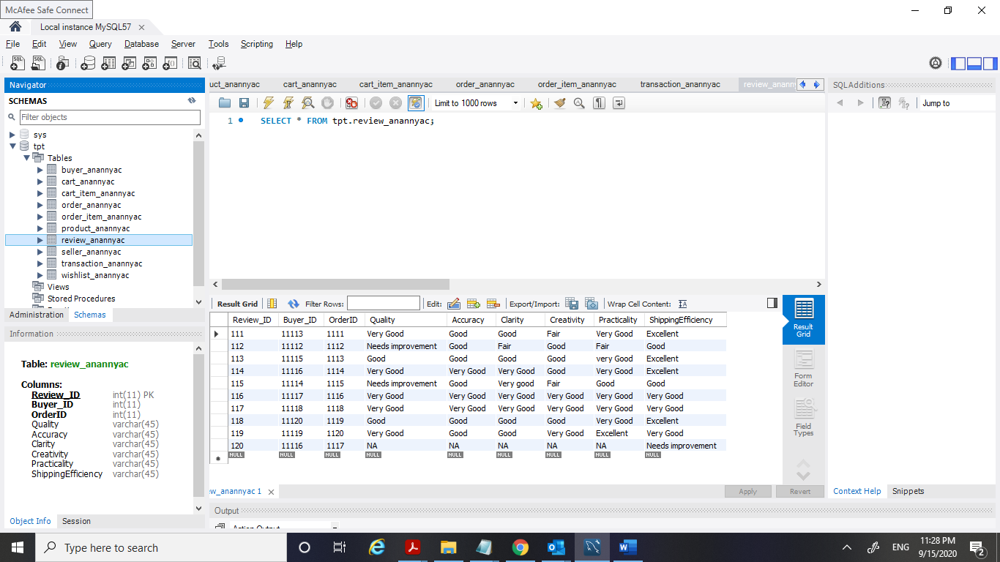 McAfee Safe Connect
Local instance MySQL57
File Edit View Query Database Server Tools Scripting Help
Navigator
SCHEMAS
Filter objects
sys
tpt
Tables
buyer_anannyac
cart_anannyac
cart_item_anannyac
order_anannyac
order_item_anannyac
product_anannyac
review_anannyac
seller_anannyac
transaction_anannyac
wishlist_anannyac
Views
Stored Procedures
Administration Schemas
Information
Table: review_anannyac
Columns:
Review_ID int(11) PK
Buyer_ID int(11)
OrderID int(11)
Quality varchar(45)
Accuracy varchar(45)
Clarity varchar(45)
Creativity varchar(45)
Practicality varchar(45)
ShippingEfficiency varchar(45)
Object Info Session
uct_anannyac cart_anannyac cart_item_anannyac order_anannyac order_item_anannyac transaction_anannyac review_anann
Limit to 1000 rows
1 SELECT * FROM tpt.review_anannyac;
Result Grid Filter Rows: Edit: Export/Import: Wrap Cell Content:
Review_ID Buyer_ID OrderID Quality Accuracy Clarity Creativity Practicality ShippingEfficiency
111 11113 1111 Very Good Good Good Fair Very Good Excellent
112 11112 1112 Needs improvement Good Fair Good Fair Good
113 11115 1113 Good Good Good Good very Good Excellent
114 11116 1114 Very Good Very Good Very Good Good Very Good Excellent
115 11114 1115 Needs improvement Good Very good Fair Good Good
116 11117 1116 Very Good Very Good Very Good Very Good Very Good Very Good
117 11118 1118 Very Good Very Good Very Good Very Good Very Good Very Good
118 11120 1119 Good Good Good Good Very Good Excellent
119 11119 1120 Very Good Good Good Very Good Excellent Very Good
120 11116 1117 NA NA NA NA NA Needs improvement
NULL NULL NULL NULL NULL NULL NULL NULL NULL
Result Grid
Form Editor
Field Types
ew_anannyac 1
Apply Revert
Output
Action Output
SQLAdditions
Jump to
Context Help Snippets
Type here to search
ENG
11:28 PM
9/15/2020
2